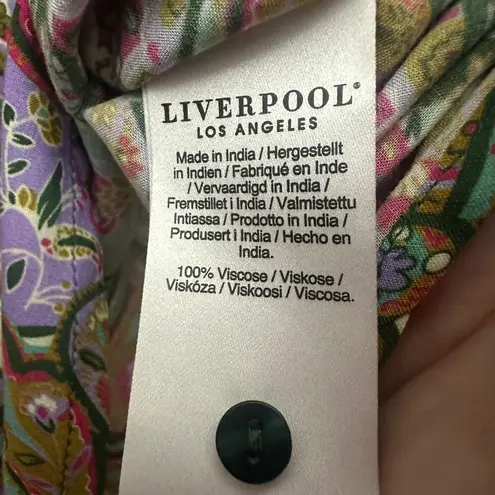 LIVERPOOL®
LOS ANGELES
Made in India / Hergestellt
in Indien / Fabriqué en Inde
/ Vervaardigd in India /
Fremstillet i India / Valmistettu
Intiassa / Prodotto in India /
Produsert i India / Hecho en
India.
100% Viscose / Viskose /
Viskóza / Viskoosi / Viscosa.